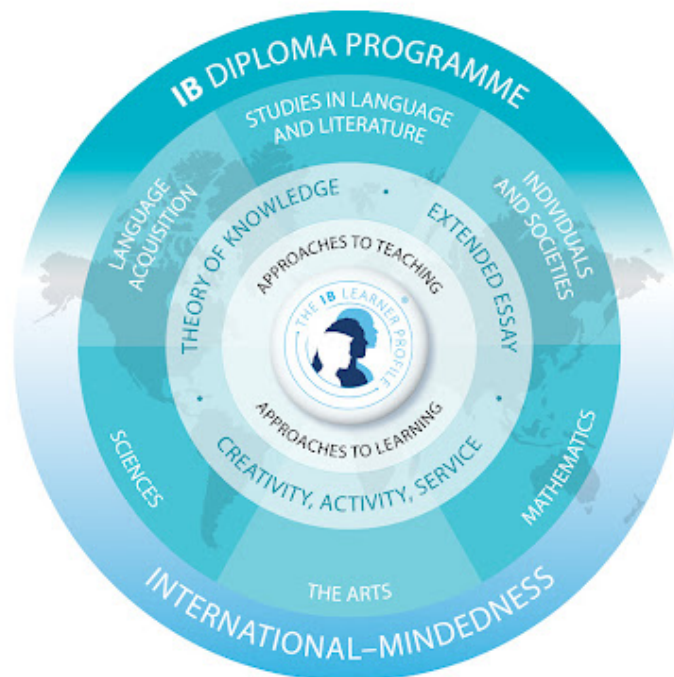 IB DIPLOMA PROGRAMME
STUDIES IN LANGUAGE
AND LITERATURE
LANGUAGE
ACQUISITION
INDIVIDUALS
AND SOCIETIES
THEORY OF KNOWLEDGE
•
EXTENDED ESSAY
APPROACHES TO TEACHING
THE IB LEARNER PROFILE
®
APPROACHES TO LEARNING
•
•
CREATIVITY, ACTIVITY, SERVICE
SCIENCES
MATHEMATICS
THE ARTS
INTERNATIONAL–MINDEDNESS